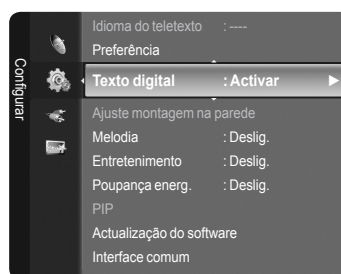 Configurar
Idioma do teletexto : ----
Preferência
Texto digital : Activar
Ajuste montagem na parede
Melodia : Deslig.
Entretenimento : Deslig.
Poupança energ. : Deslig.
PIP
Actualização do software
Interface comum